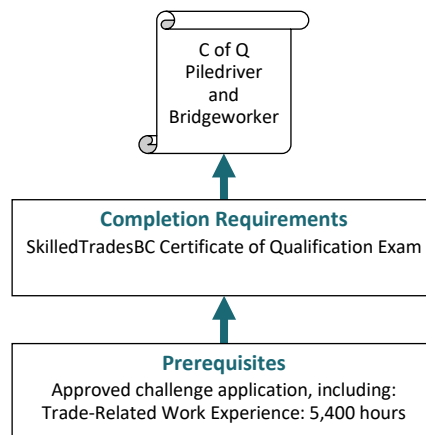 C of Q
Piledriver
and
Bridgeworker
Completion Requirements
SkilledTradesBC Certificate of Qualification Exam
Prerequisites
Approved challenge application, including:
Trade-Related Work Experience: 5,400 hours